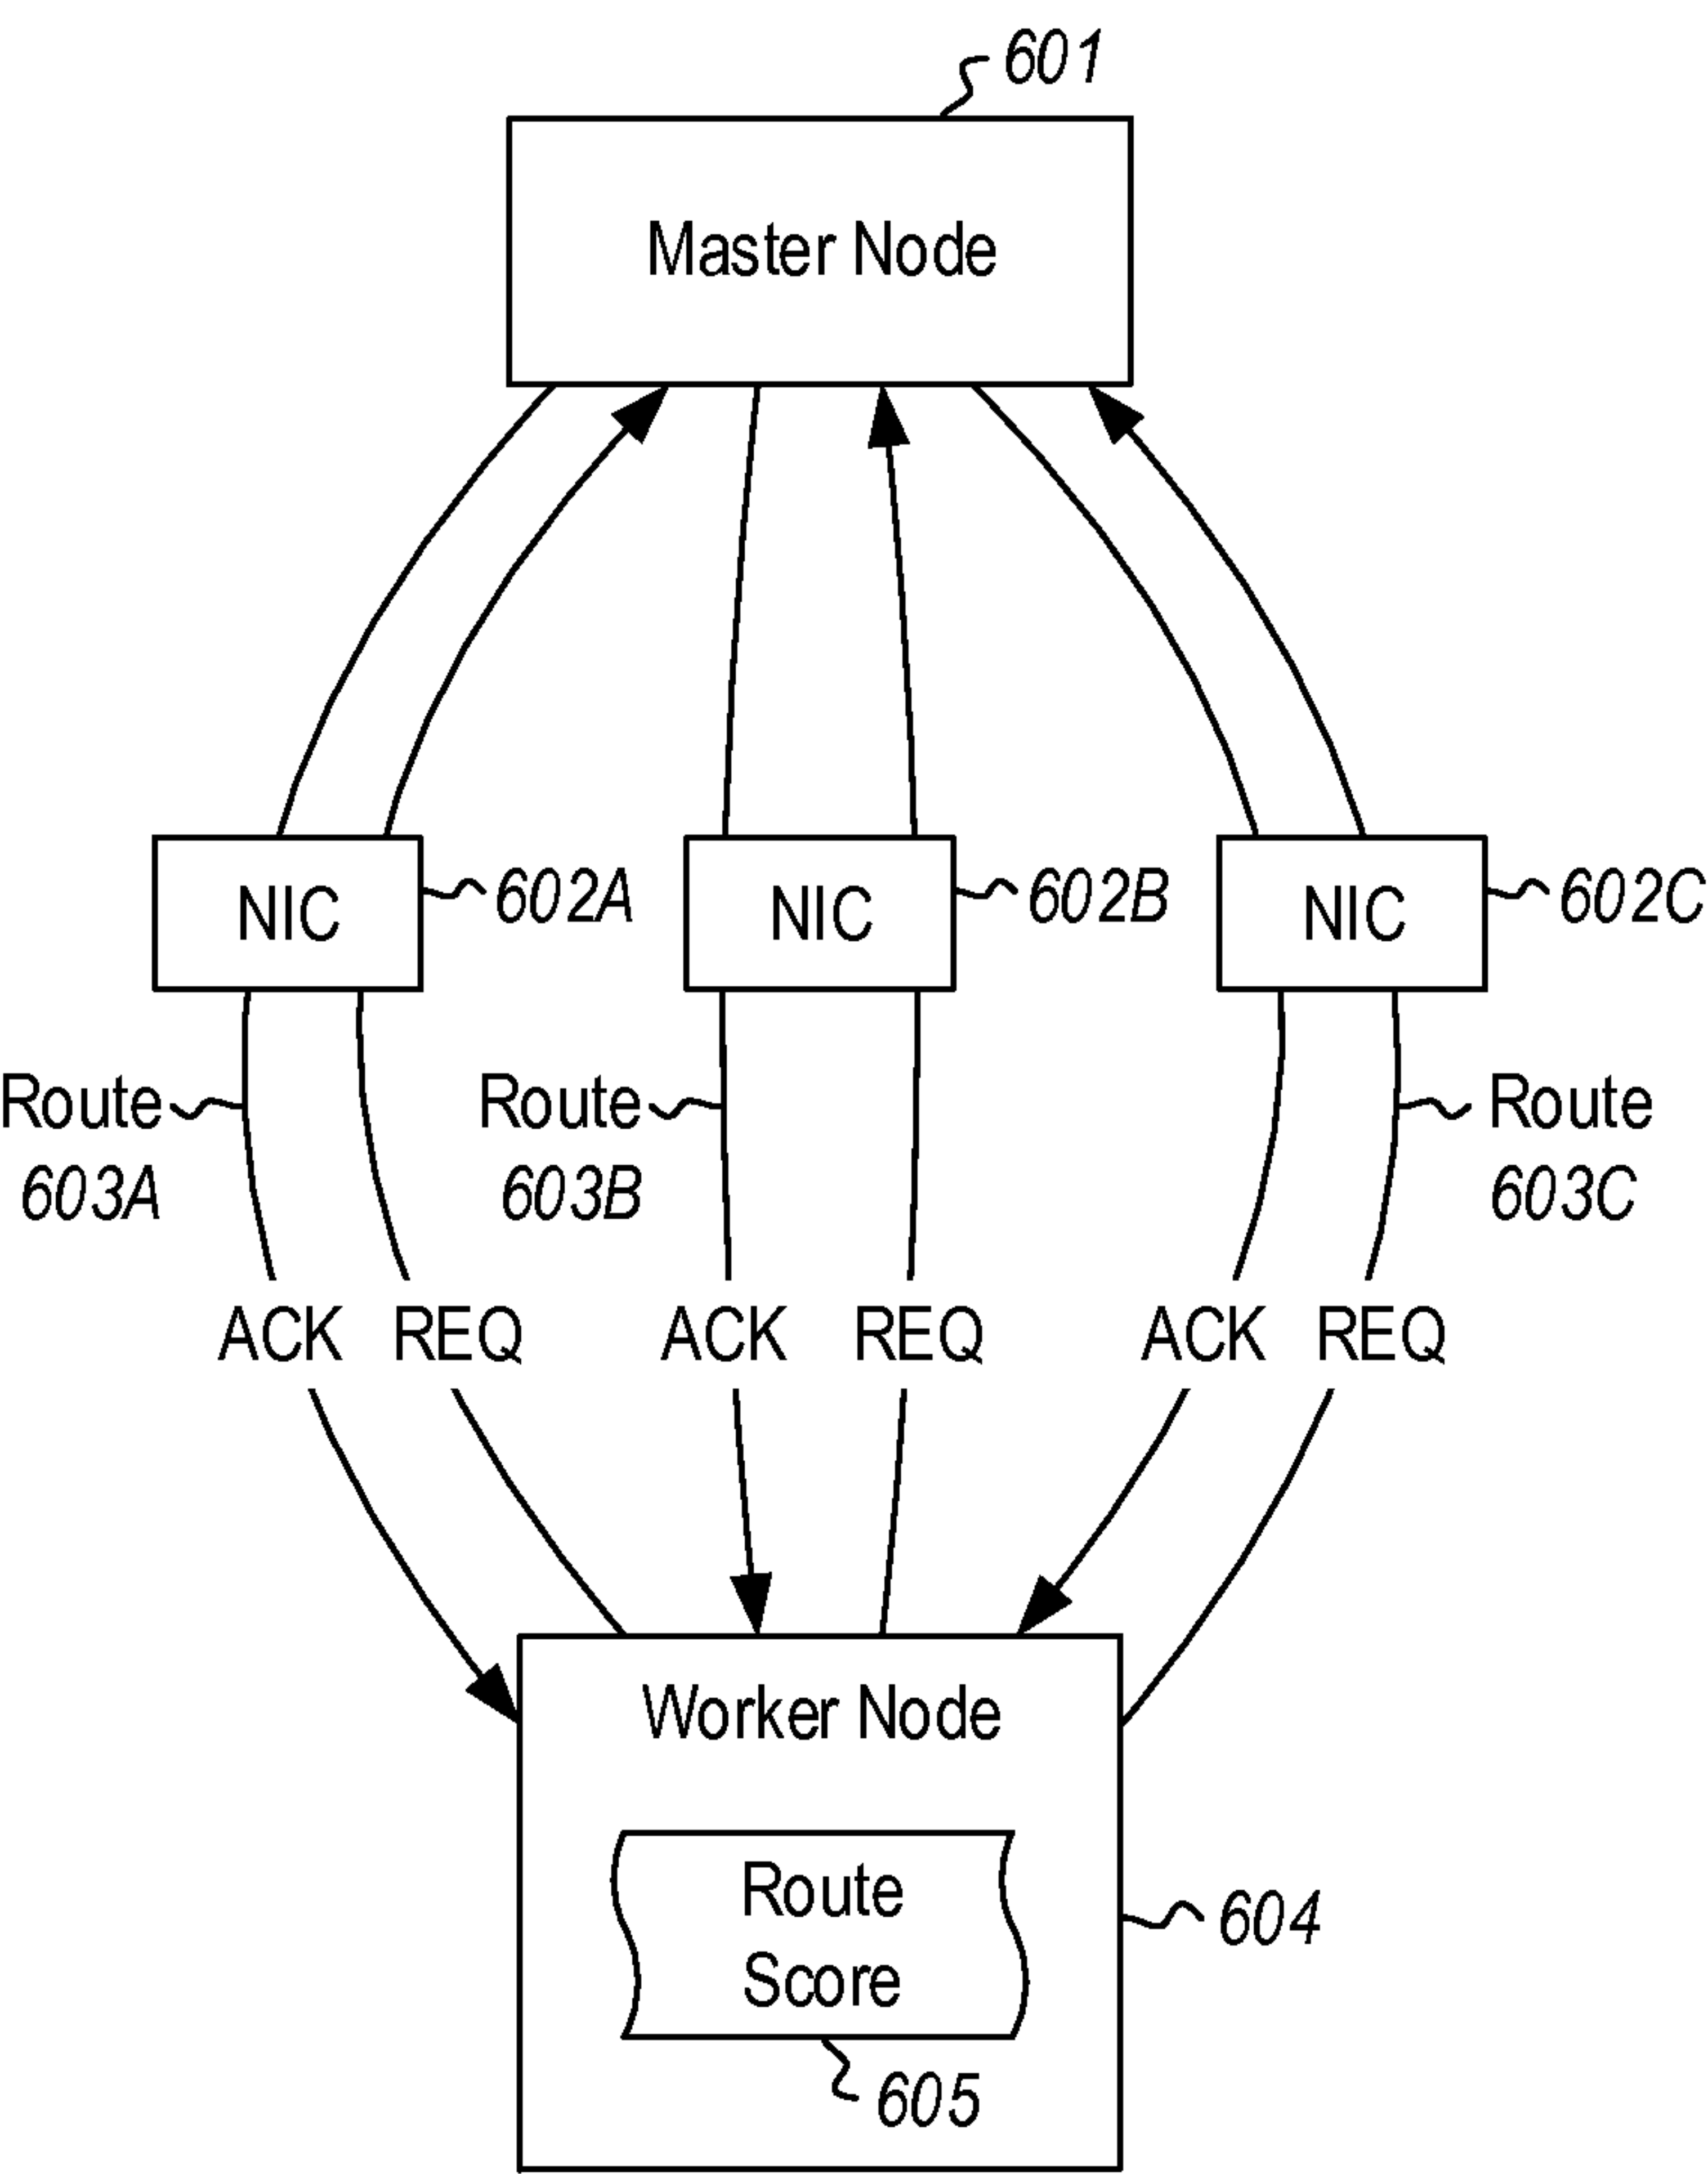 601
Master Node
NIC
602A
NIC
602B
NIC
602C
Route
603A
Route
603B
Route
603C
ACK REQ
ACK REQ
ACK REQ
Worker Node
Route
Score
604
605